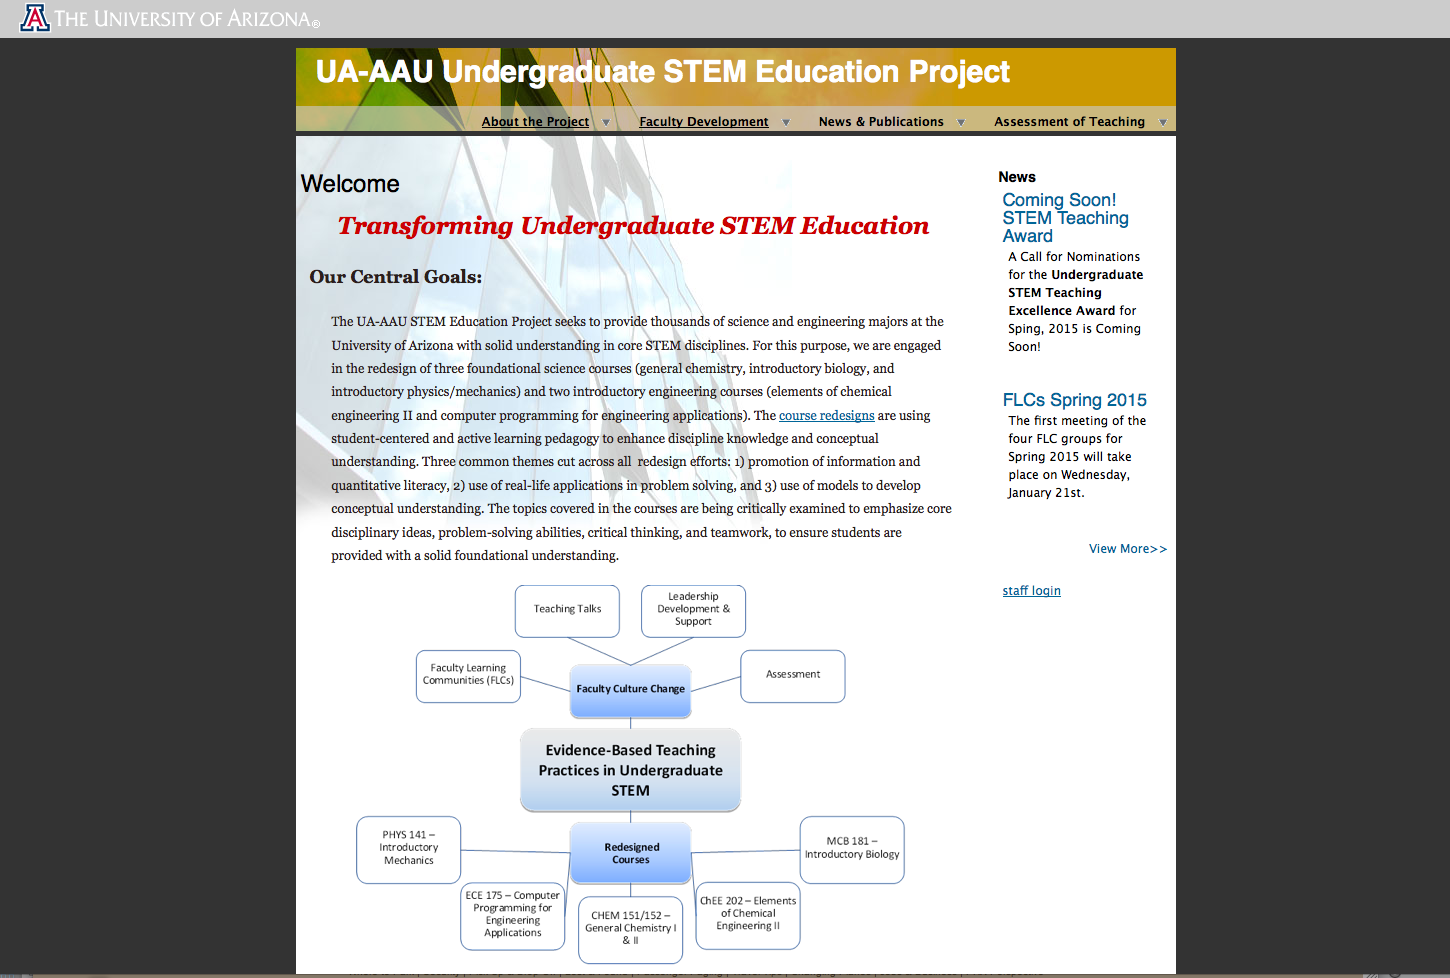 THE UNIVERSITY OF ARIZONA®
UA-AAU Undergraduate STEM Education Project
About the Project
Faculty Development
News & Publications
Assessment of Teaching
Welcome
Transforming Undergraduate STEM Education
Our Central Goals:
The UA-AAU STEM Education Project seeks to provide thousands of science and engineering majors at the
University of Arizona with solid understanding in core STEM disciplines. For this purpose, we are engaged
in the redesign of three foundational science courses (general chemistry, introductory biology, and
introductory physics/mechanics) and two introductory engineering courses (elements of chemical
engineering II and computer programming for engineering applications). The course redesigns are using
student-centered and active learning pedagogy to enhance discipline knowledge and conceptual
understanding. Three common themes cut across all redesign efforts: 1) promotion of information and
quantitative literacy, 2) use of real-life applications in problem solving, and 3) use of models to develop
conceptual understanding. The topics covered in the courses are being critically examined to emphasize core
disciplinary ideas, problem-solving abilities, critical thinking, and teamwork, to ensure students are
provided with a solid foundational understanding.
Teaching Talks
Leadership
Development &
Support
Faculty Learning
Communities (FLCs)
Faculty Culture Change
Assessment
Evidence-Based Teaching
Practices in Undergraduate
STEM
PHYS 141 –
Introductory
Mechanics
Redesigned
Courses
MCB 181 –
Introductory Biology
ECE 175 – Computer
Programming for
Engineering
Applications
CHEM 151/152 –
General Chemistry I
& II
ChEE 202 – Elements
of Chemical
Engineering II
News
Coming Soon!
STEM Teaching
Award
A Call for Nominations
for the Undergraduate
STEM Teaching
Excellence Award for
Sping, 2015 is Coming
Soon!
FLCs Spring 2015
The first meeting of the
four FLC groups for
Spring 2015 will take
place on Wednesday,
January 21st.
View More>>
staff login